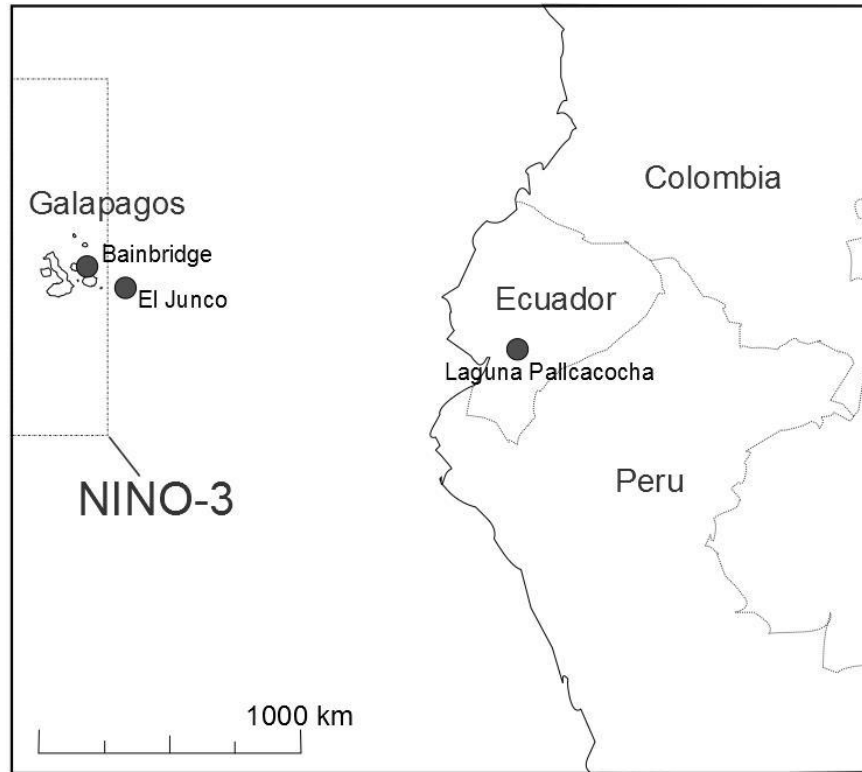 Colombia
Galapagos
Bainbridge
El Junco
Ecuador
Laguna Pallcacocha
Peru
NINO-3
1000 km